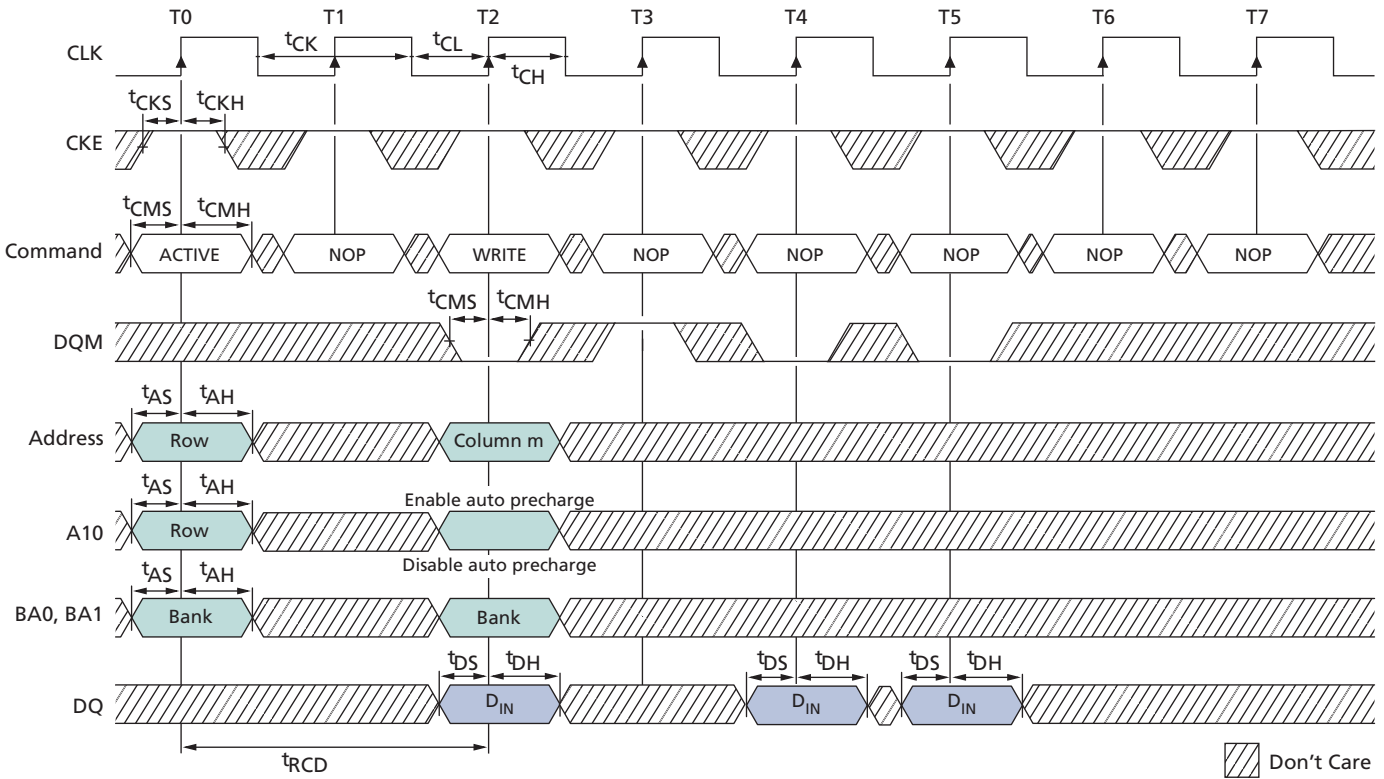 T0 T1 T2 T3 T4 T5 T6 T7
CLK
tCK tCL
tCH
tCKS tCKH
CKE
tCMS tCMH
Command ACTIVE NOP WRITE NOP NOP NOP NOP NOP
tCMS tCMH
DQM
tAS tAH
Address Row Column m
tAS tAH
Enable auto precharge
A10 Row
Disable auto precharge
tAS tAH
BA0, BA1 Bank Bank
tDS tDH tDS tDH tDS tDH
DQ DIN DIN DIN
tRCD
Don't Care